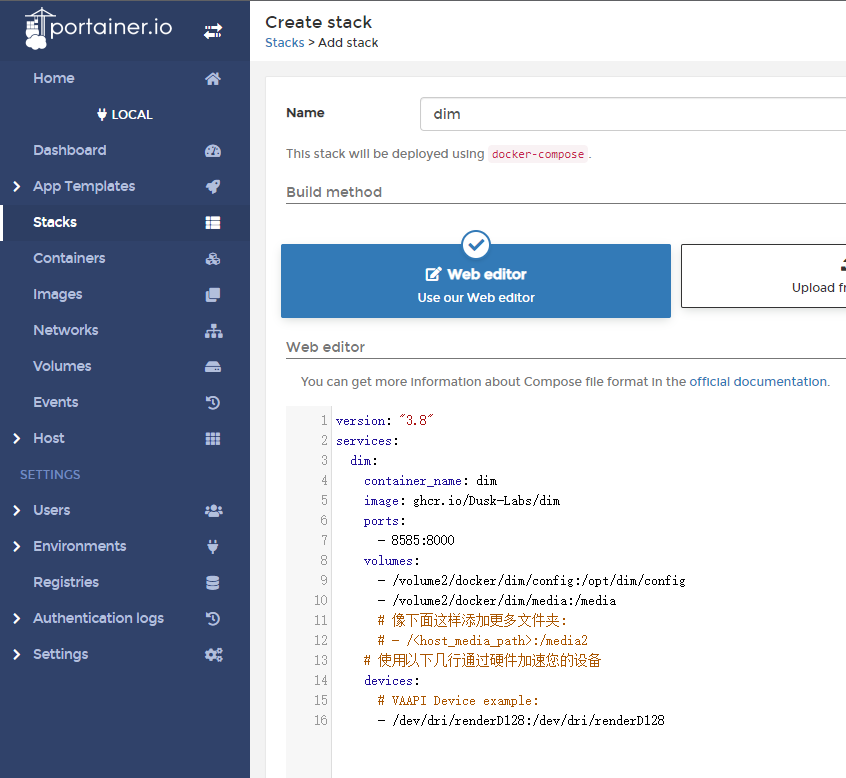 portainer.io
Home
LOCAL
Dashboard
App Templates
Stacks
Containers
Images
Networks
Volumes
Events
Host
SETTINGS
Users
Environments
Registries
Authentication logs
Settings
Create stack
Stacks > Add stack
Name
dim
This stack will be deployed using docker-compose .
Build method
Web editor
Use our Web editor
Upload fr
Web editor
You can get more information about Compose file format in the official documentation.
1 version: "3.8"
2 services:
3 dim:
4 container_name: dim
5 image: ghcr.io/Dusk-Labs/dim
6 ports:
7 - 8585:8000
8 volumes:
9 - /volume2/docker/dim/config:/opt/dim/config
10 - /volume2/docker/dim/media:/media
11 # 像下面这样添加更多文件夹:
12 # - /<host_media_path>:/media2
13 # 使用以下几行通过硬件加速您的设备
14 devices:
15 # VAAPI Device example:
16 - /dev/dri/renderD128:/dev/dri/renderD128